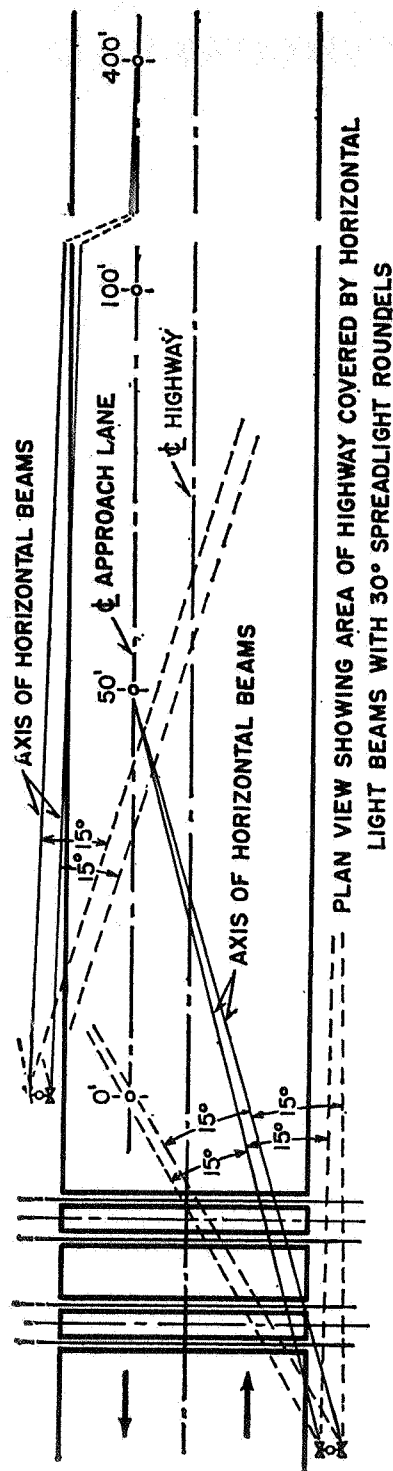 400'
100'
50'
0'
AXIS OF HORIZONTAL BEAMS
℄ APPROACH LANE
℄ HIGHWAY
15° 15°
AXIS OF HORIZONTAL BEAMS
15° 15°
15° 15°
PLAN VIEW SHOWING AREA OF HIGHWAY COVERED BY HORIZONTAL
LIGHT BEAMS WITH 30° SPREADLIGHT ROUNDELS